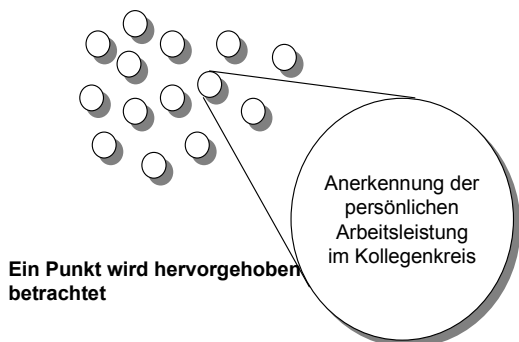 Anerkennung der
persönlichen
Arbeitsleistung
im Kollegenkreis
Ein Punkt wird hervorgehoben
betrachtet